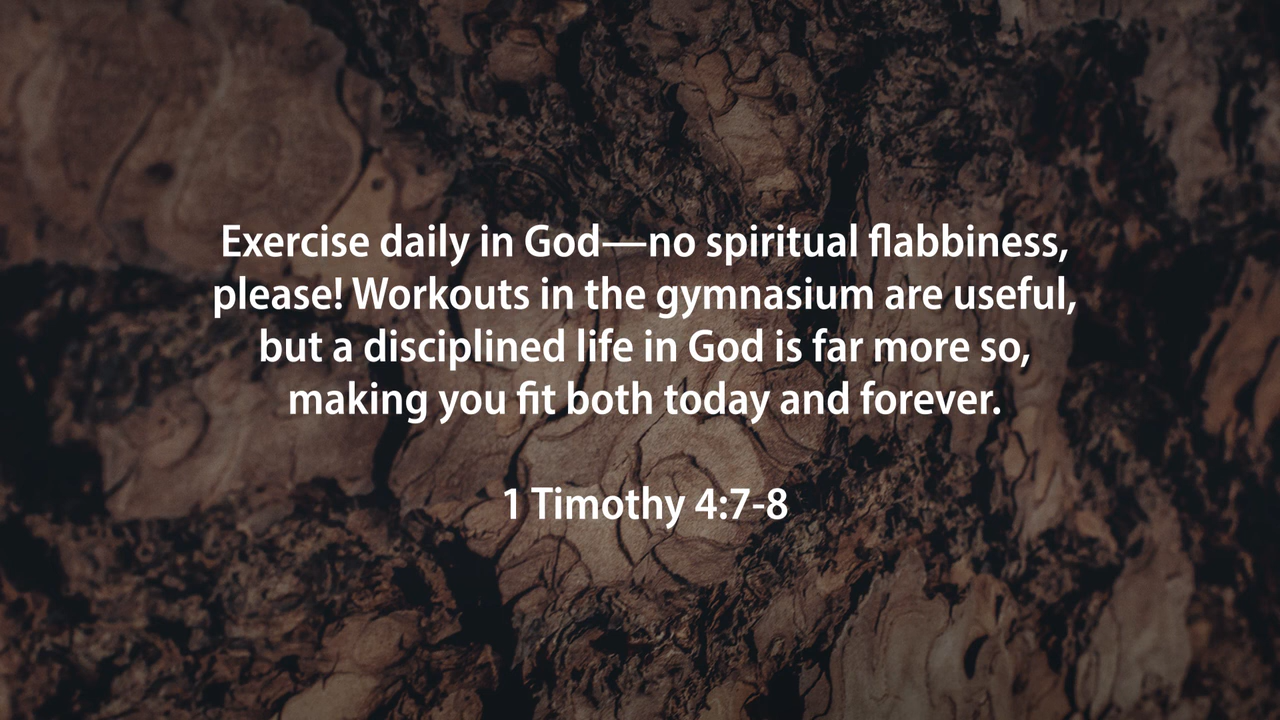 Exercise daily in God—no spiritual flabbiness,
please! Workouts in the gymnasium are useful,
but a disciplined life in God is far more so,
making you fit both today and forever.
1 Timothy 4:7-8